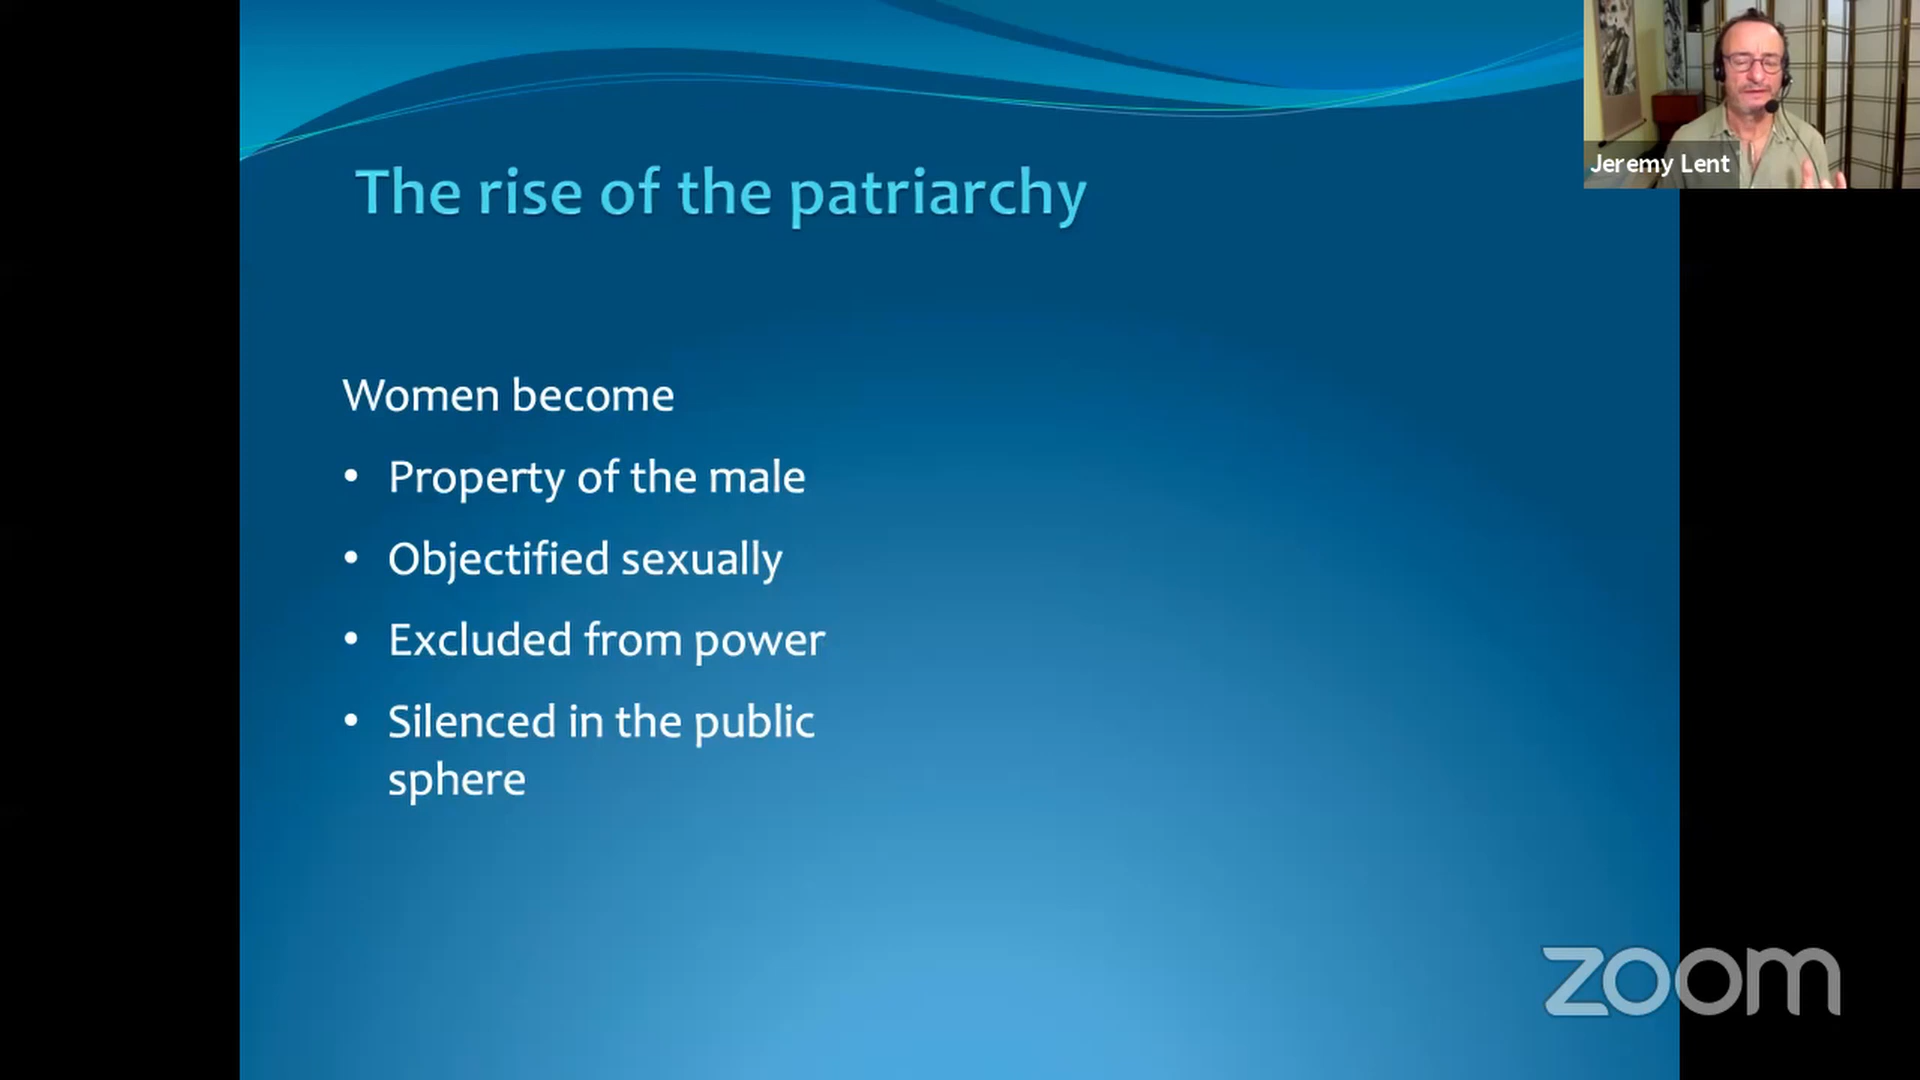 Jeremy Lent
The rise of the patriarchy
Women become
• Property of the male
• Objectified sexually
• Excluded from power
• Silenced in the public
sphere
zoom